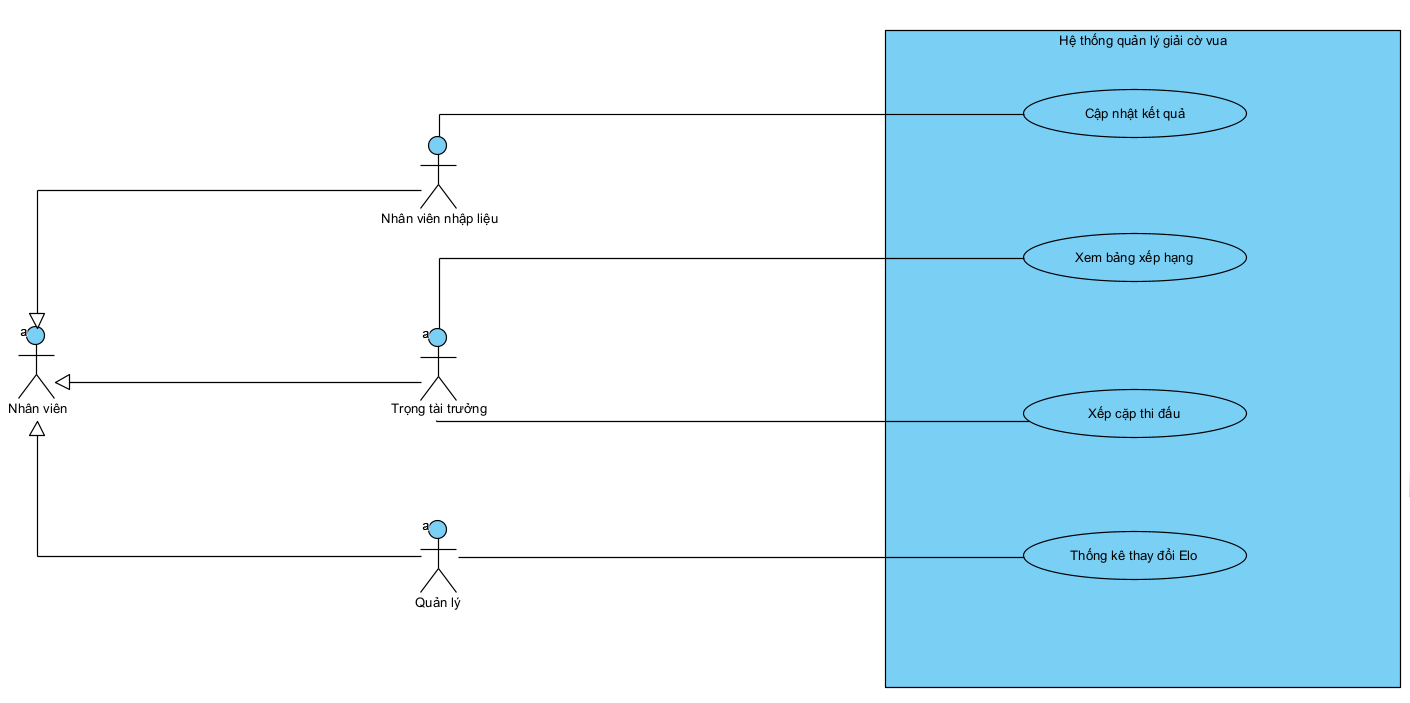 Hệ thống quản lý giải cờ vua
Cập nhật kết quả
Nhân viên nhập liệu
Xem bảng xếp hạng
a
Nhân viên
a
Trọng tài trưởng
Xếp cặp thi đấu
a
Quản lý
Thống kê thay đổi Elo